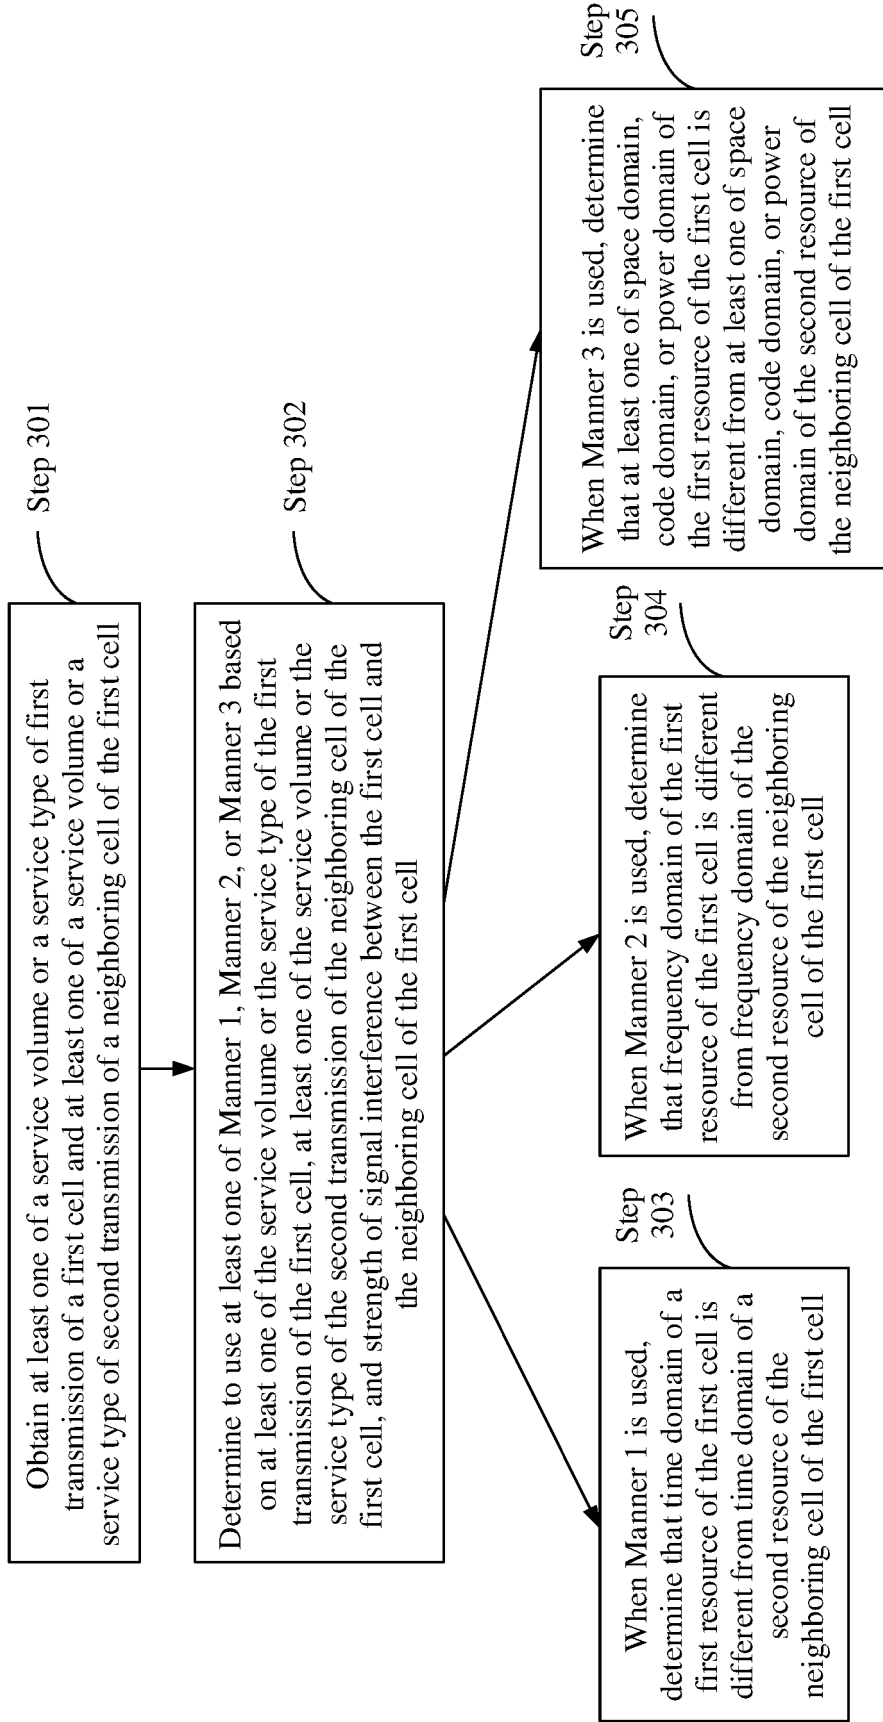 Obtain at least one of a service volume or a service type of first
transmission of a first cell and at least one of a service volume or a
service type of second transmission of a neighboring cell of the first cell
Step 301
Determine to use at least one of Manner 1, Manner 2, or Manner 3 based
on at least one of the service volume or the service type of the first
transmission of the first cell, at least one of the service volume or the
service type of the second transmission of the neighboring cell of the
first cell, and strength of signal interference between the first cell and
the neighboring cell of the first cell
Step 302
When Manner 1 is used,
determine that time domain of a
first resource of the first cell is
different from time domain of a
second resource of the
neighboring cell of the first cell
Step
303
When Manner 2 is used, determine
that frequency domain of the first
resource of the first cell is different
from frequency domain of the
second resource of the neighboring
cell of the first cell
Step
304
When Manner 3 is used, determine
that at least one of space domain,
code domain, or power domain of
the first resource of the first cell is
different from at least one of space
domain, code domain, or power
domain of the second resource of
the neighboring cell of the first cell
Step
305